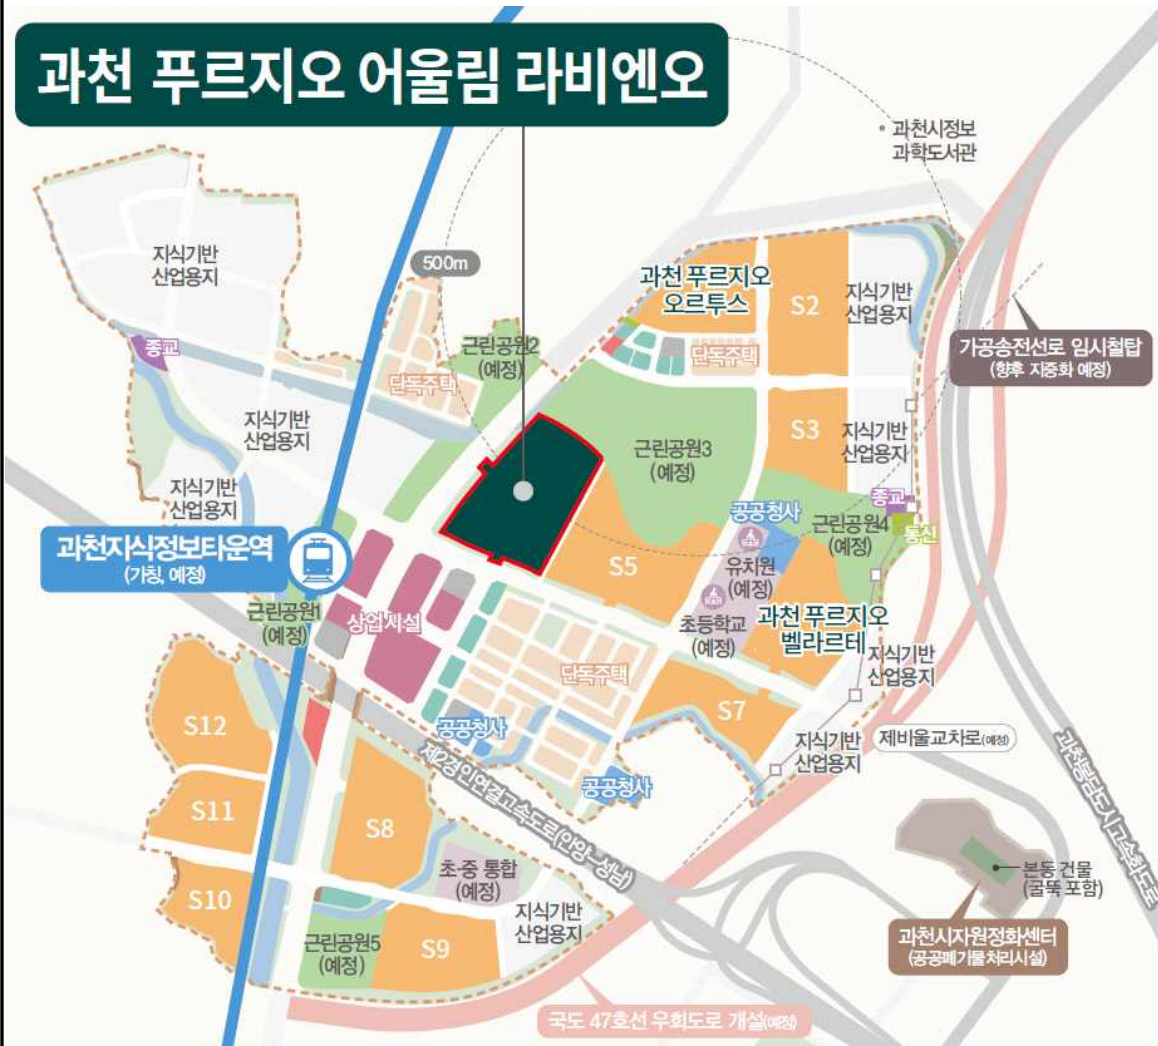 과천 푸르지오 어울림 라비엔오
과천시정보
과학도서관
지식기반
산업용지
500m
과천 푸르지오
오르투스
S2
지식기반
산업용지
종교
근린공원2
(예정)
단독주택
단독주택
가공송전선로 임시철탑
(향후 지중화 예정)
지식기반
산업용지
근린공원3
(예정)
S3
지식기반
산업용지
지식기반
산업용지
종교
통신
과천지식정보타운역
(가칭, 예정)
공공청사
근린공원4
(예정)
S5
유치원
(예정)
근린공원1
(예정)
상업시설
초등학교
(예정)
과천 푸르지오
벨라르테
지식기반
산업용지
단독주택
S7
S12
공공청사
제비울교차로(예정)
지식기반
산업용지
공공청사
제2경인연결고속도로(안양~성남)
과천봉담도시고속화도로
S11
S8
초·중 통합
(예정)
본동 건물
(굴뚝 포함)
S10
지식기반
산업용지
근린공원5
(예정)
S9
과천시자원정화센터
(공공폐기물처리시설)
국도 47호선 우회도로 개설(예정)